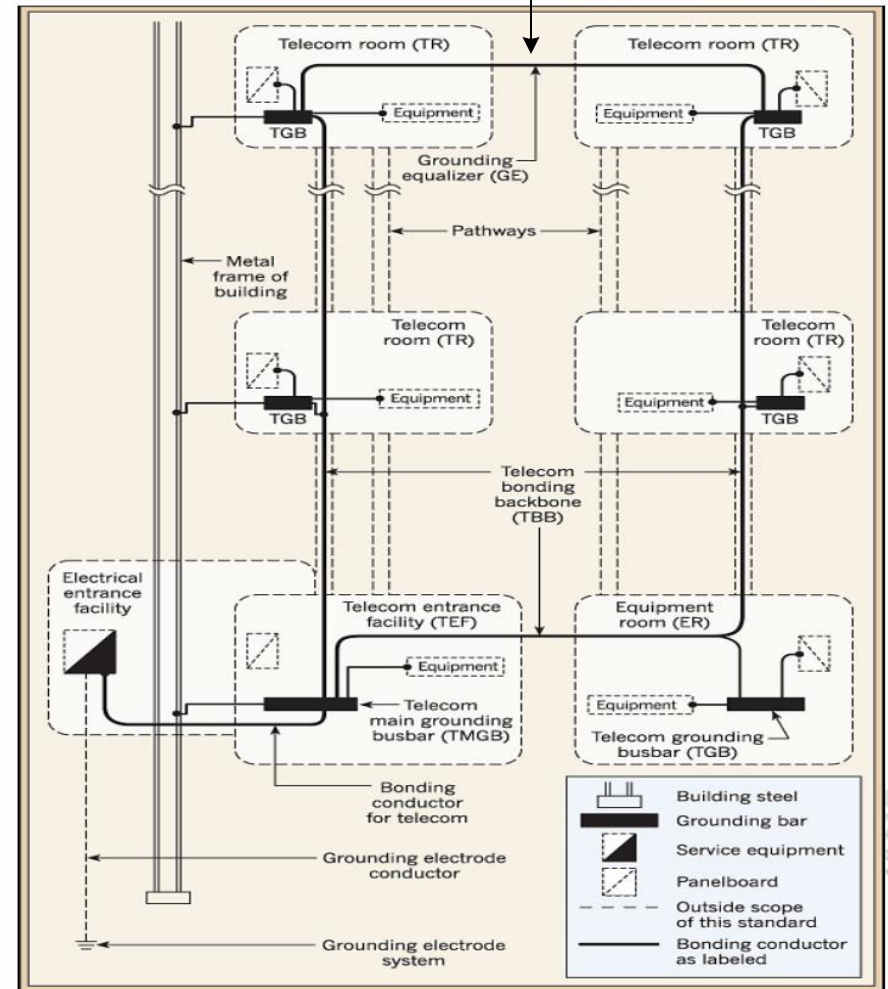 Telecom room (TR)
Telecom room (TR)
Equipment
Equipment
TGB
TGB
Grounding
equalizer (GE)
Pathways
Metal
frame of
building
Telecom
room (TR)
Telecom
room (TR)
Equipment
Equipment
TGB
TGB
Telecom
bonding
backbone
(TBB)
Electrical
entrance
facility
Telecom entrance
facility (TEF)
Equipment
room (ER)
Equipment
Equipment
Telecom
main grounding
busbar (TMGB)
Telecom grounding
busbar (TGB)
Bonding
conductor
for telecom
Grounding electrode
conductor
Grounding electrode
system
Building steel
Grounding bar
Service equipment
Panelboard
Outside scope
of this standard
Bonding conductor
as labeled